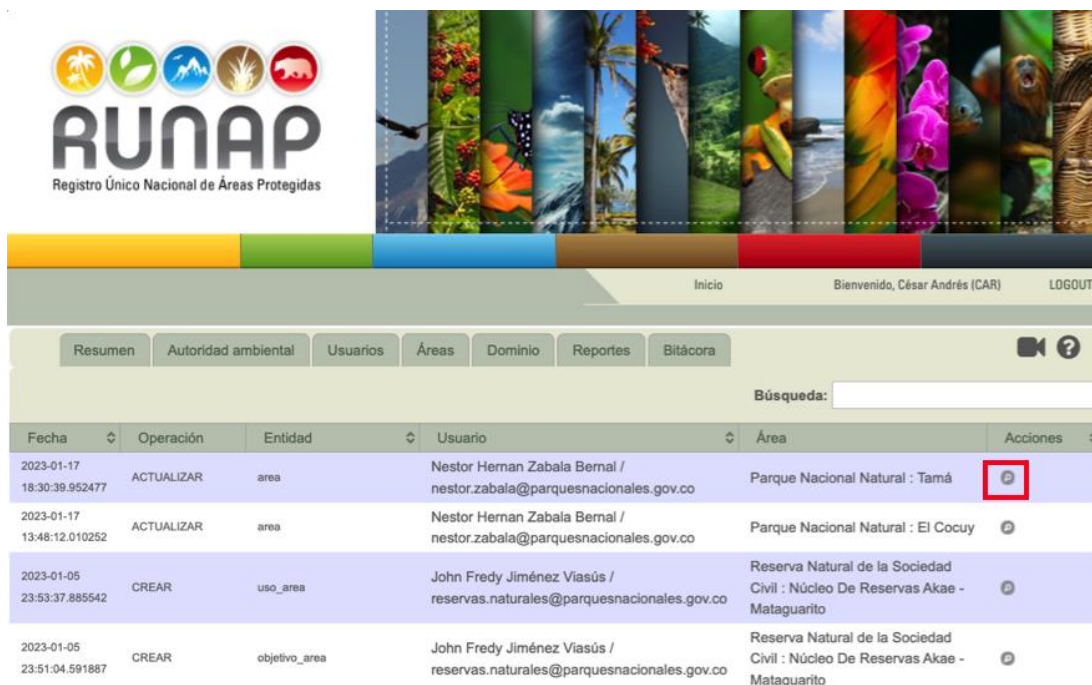 RUNAP
Registro Único Nacional de Áreas Protegidas
Inicio Bienvenido, César Andrés (CAR) LOGOUT
Resumen Autoridad ambiental Usuarios Áreas Dominio Reportes Bitácora
Búsqueda:
Fecha Operación Entidad Usuario Área Acciones
2023-01-17
18:30:39.952477
ACTUALIZAR
area
Nestor Hernan Zabala Bernal /
nestor.zabala@parquesnacionales.gov.co
Parque Nacional Natural : Tamá
2023-01-17
13:48:12.010252
ACTUALIZAR
area
Nestor Hernan Zabala Bernal /
nestor.zabala@parquesnacionales.gov.co
Parque Nacional Natural : El Cocuy
2023-01-05
23:53:37.885542
CREAR
uso_area
John Fredy Jiménez Viasús /
reservas.naturales@parquesnacionales.gov.co
Reserva Natural de la Sociedad
Civil : Núcleo De Reservas Akae -
Mataguarito
2023-01-05
23:51:04.591887
CREAR
objetivo_area
John Fredy Jiménez Viasús /
reservas.naturales@parquesnacionales.gov.co
Reserva Natural de la Sociedad
Civil : Núcleo De Reservas Akae -
Mataguarito